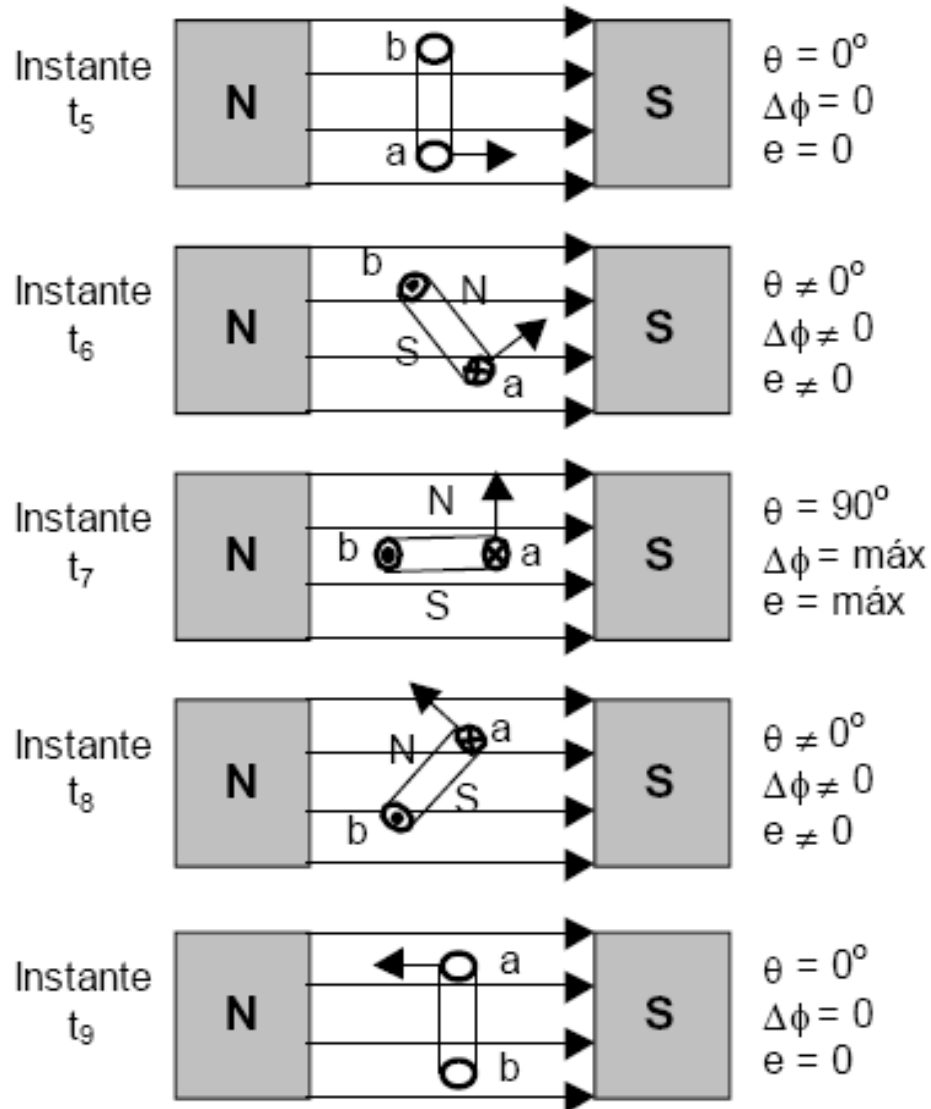 Instante
t₅
N
b
a
S
θ = 0º
Δϕ = 0
e = 0
Instante
t₆
N
b
N
S
a
S
θ ≠ 0º
Δϕ ≠ 0
e ≠ 0
Instante
t₇
N
N
b
a
S
S
θ = 90º
Δϕ = máx
e = máx
Instante
t₈
N
a
N
S
b
S
θ ≠ 0º
Δϕ ≠ 0
e ≠ 0
Instante
t₉
N
a
b
S
θ = 0º
Δϕ = 0
e = 0